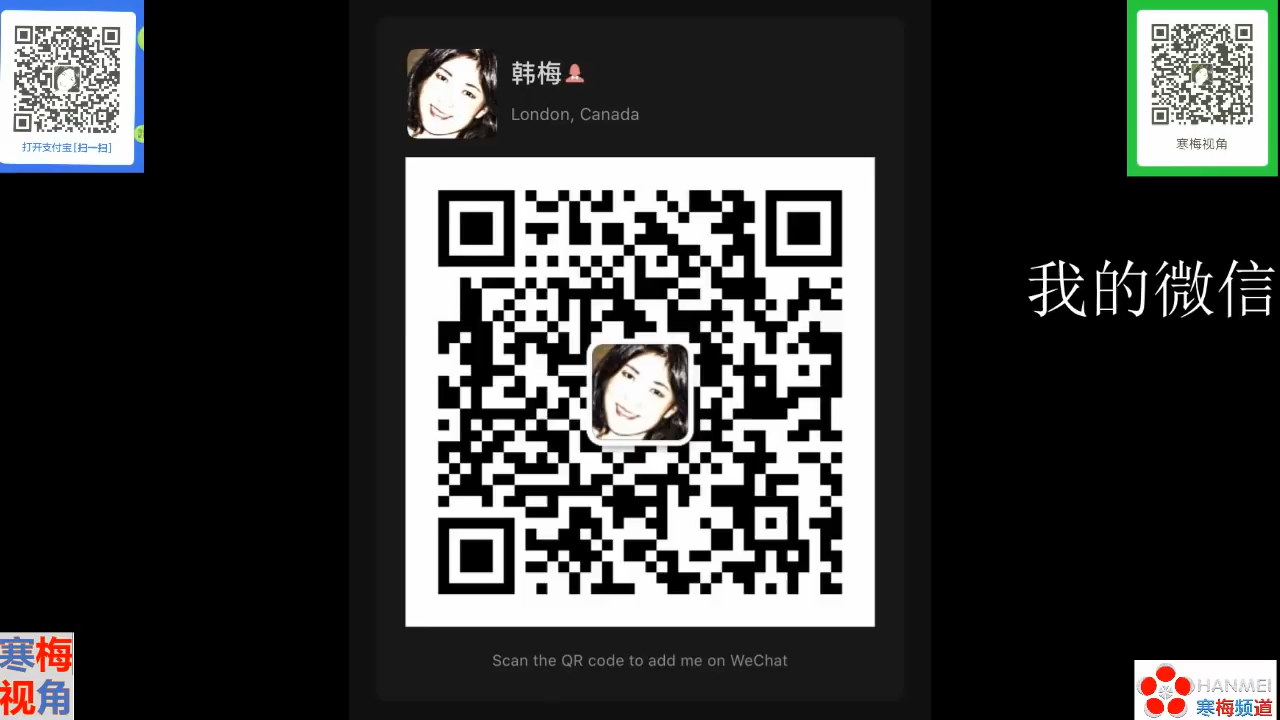 打开支付宝[扫一扫]
韩梅
London, Canada
寒梅视角
我的微信
Scan the QR code to add me on WeChat
寒梅
视角
HANMEI
寒梅频道